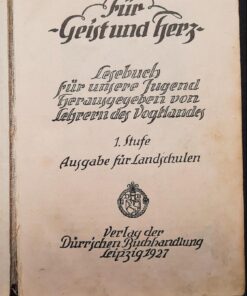 Für
-Geist und Herz-
Lesebuch
für unsere Jugend
herausgegeben von
Lehrern des Vogtlandes
1. Stufe
Ausgabe für Landschulen
Verlag der
Dürr'schen Buchhandlung
Leipzig 1927